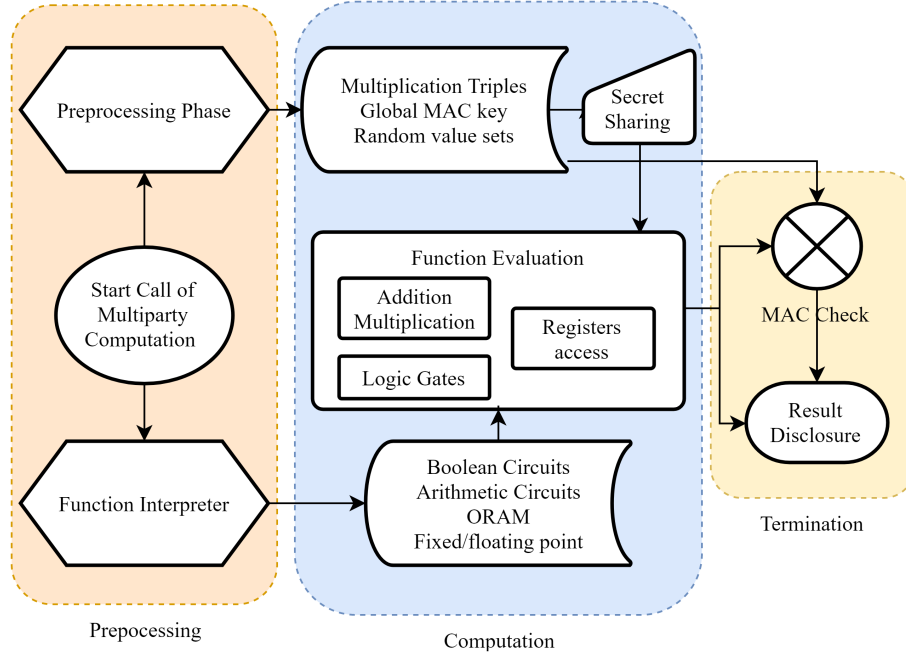 Preprocessing Phase
Multiplication Triples
Global MAC key
Random value sets
Secret
Sharing
Start Call of
Multiparty
Computation
Function Evaluation
Addition
Multiplication
Logic Gates
Registers
access
MAC Check
Result
Disclosure
Function Interpreter
Boolean Circuits
Arithmetic Circuits
ORAM
Fixed/floating point
Termination
Prepocessing
Computation